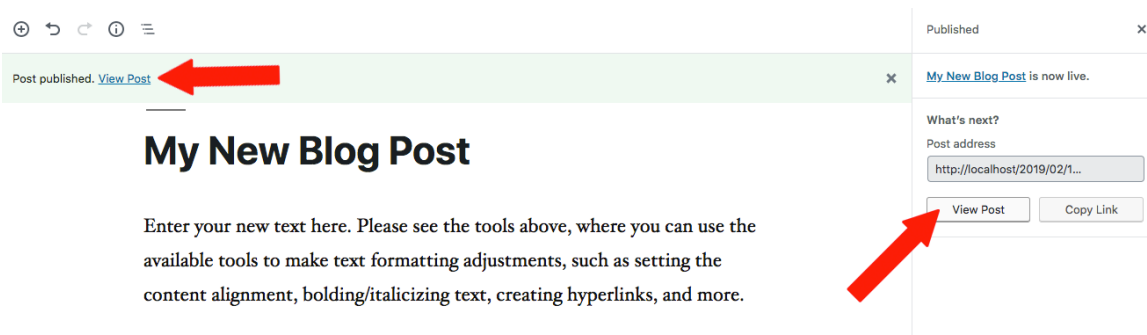 Post published. View Post
My New Blog Post
Enter your new text here. Please see the tools above, where you can use the
available tools to make text formatting adjustments, such as setting the
content alignment, bolding/italicizing text, creating hyperlinks, and more.
Published
My New Blog Post is now live.
What's next?
Post address
http://localhost/2019/02/1...
View Post
Copy Link